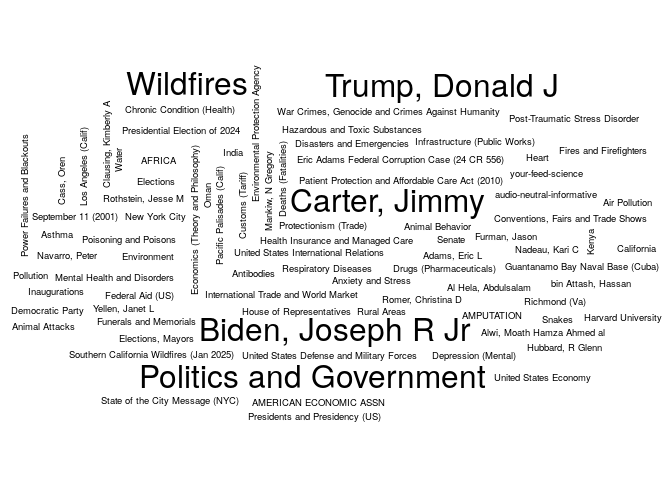 Wildfires
Trump, Donald J
Environmental Protection Agency
Chronic Condition (Health)
War Crimes, Genocide and Crimes Against Humanity
Post-Traumatic Stress Disorder
Clausing, Kimberly A
Presidential Election of 2024
Hazardous and Toxic Substances
Power Failures and Blackouts
Los Angeles (Calif)
Disasters and Emergencies
Infrastructure (Public Works)
Cass, Oren
Water
AFRICA
India
Mankiw, N Gregory
Deaths (Fatalities)
Eric Adams Federal Corruption Case (24 CR 556)
Heart
Fires and Firefighters
Economics (Theory and Philosophy)
Elections
Oman
Pacific Palisades (Calif)
Customs (Tariff)
Patient Protection and Affordable Care Act (2010)
your-feed-science
Rothstein, Jesse M
Carter, Jimmy
audio-neutral-informative
Air Pollution
September 11 (2001)
New York City
Conventions, Fairs and Trade Shows
Protectionism (Trade)
Animal Behavior
Asthma
Poisoning and Poisons
Health Insurance and Managed Care
Senate
Furman, Jason
Kenya
California
Navarro, Peter
Environment
United States International Relations
Adams, Eric L
Nadeau, Kari C
Pollution
Mental Health and Disorders
Antibodies
Respiratory Diseases
Drugs (Pharmaceuticals)
Guantanamo Bay Naval Base (Cuba)
Anxiety and Stress
Inaugurations
Federal Aid (US)
International Trade and World Market
Al Hela, Abdulsalam
bin Attash, Hassan
Romer, Christina D
Richmond (Va)
Democratic Party
Yellen, Janet L
House of Representatives
Rural Areas
AMPUTATION
Snakes
Harvard University
Animal Attacks
Funerals and Memorials
Biden, Joseph R Jr
Alwi, Moath Hamza Ahmed al
Elections, Mayors
Hubbard, R Glenn
Southern California Wildfires (Jan 2025)
United States Defense and Military Forces
Depression (Mental)
Politics and Government
United States Economy
State of the City Message (NYC)
AMERICAN ECONOMIC ASSN
Presidents and Presidency (US)